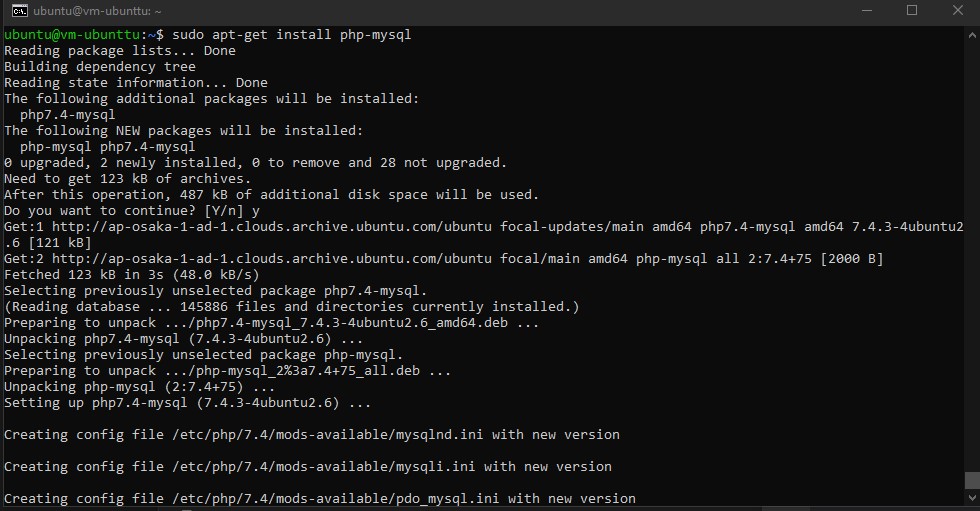 ubuntu@vm-ubunttu: ~
ubuntu@vm-ubunttu:~$ sudo apt-get install php-mysql
Reading package lists... Done
Building dependency tree
Reading state information... Done
The following additional packages will be installed:
  php7.4-mysql
The following NEW packages will be installed:
  php-mysql php7.4-mysql
0 upgraded, 2 newly installed, 0 to remove and 28 not upgraded.
Need to get 123 kB of archives.
After this operation, 487 kB of additional disk space will be used.
Do you want to continue? [Y/n] y
Get:1 http://ap-osaka-1-ad-1.clouds.archive.ubuntu.com/ubuntu focal-updates/main amd64 php7.4-mysql amd64 7.4.3-4ubuntu2
.6 [121 kB]
Get:2 http://ap-osaka-1-ad-1.clouds.archive.ubuntu.com/ubuntu focal/main amd64 php-mysql all 2:7.4+75 [2000 B]
Fetched 123 kB in 3s (48.0 kB/s)
Selecting previously unselected package php7.4-mysql.
(Reading database ... 145886 files and directories currently installed.)
Preparing to unpack .../php7.4-mysql_7.4.3-4ubuntu2.6_amd64.deb ...
Unpacking php7.4-mysql (7.4.3-4ubuntu2.6) ...
Selecting previously unselected package php-mysql.
Preparing to unpack .../php-mysql_2%3a7.4+75_all.deb ...
Unpacking php-mysql (2:7.4+75) ...
Setting up php7.4-mysql (7.4.3-4ubuntu2.6) ...
Creating config file /etc/php/7.4/mods-available/mysqlnd.ini with new version
Creating config file /etc/php/7.4/mods-available/mysqli.ini with new version
Creating config file /etc/php/7.4/mods-available/pdo_mysql.ini with new version